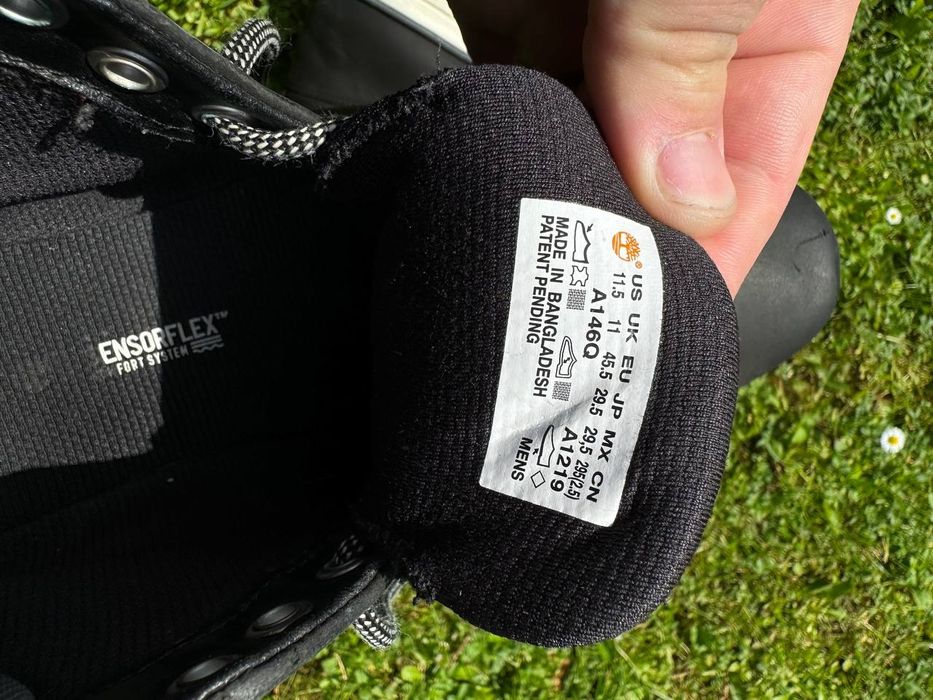 ENSORFLEX™
FORT SYSTEM
®
US UK EU JP MX CN
11.5 11 45.5 29.5 29,5 295(2.5)
A146Q A1219
MADE IN BANGLADESH
PATENT PENDING
MENS